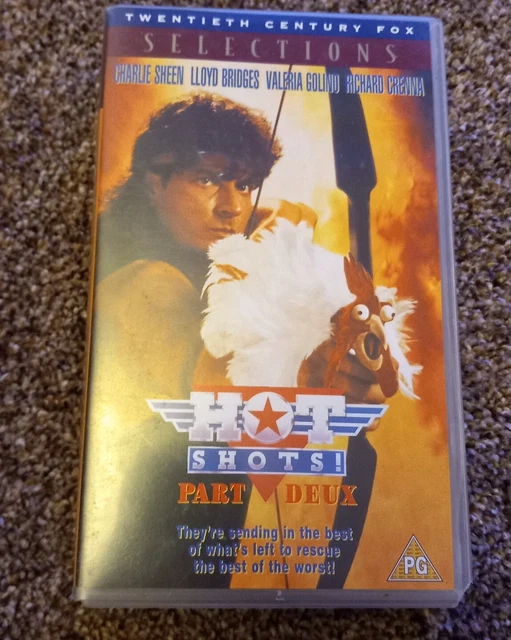 TWENTIETH CENTURY FOX
SELECTIONS
CHARLIE SHEEN LLOYD BRIDGES VALERIA GOLINO RICHARD CRENNA
HOT
SHOTS!
PART DEUX
They're sending in the best
of what's left to rescue
the best of the worst!
PG